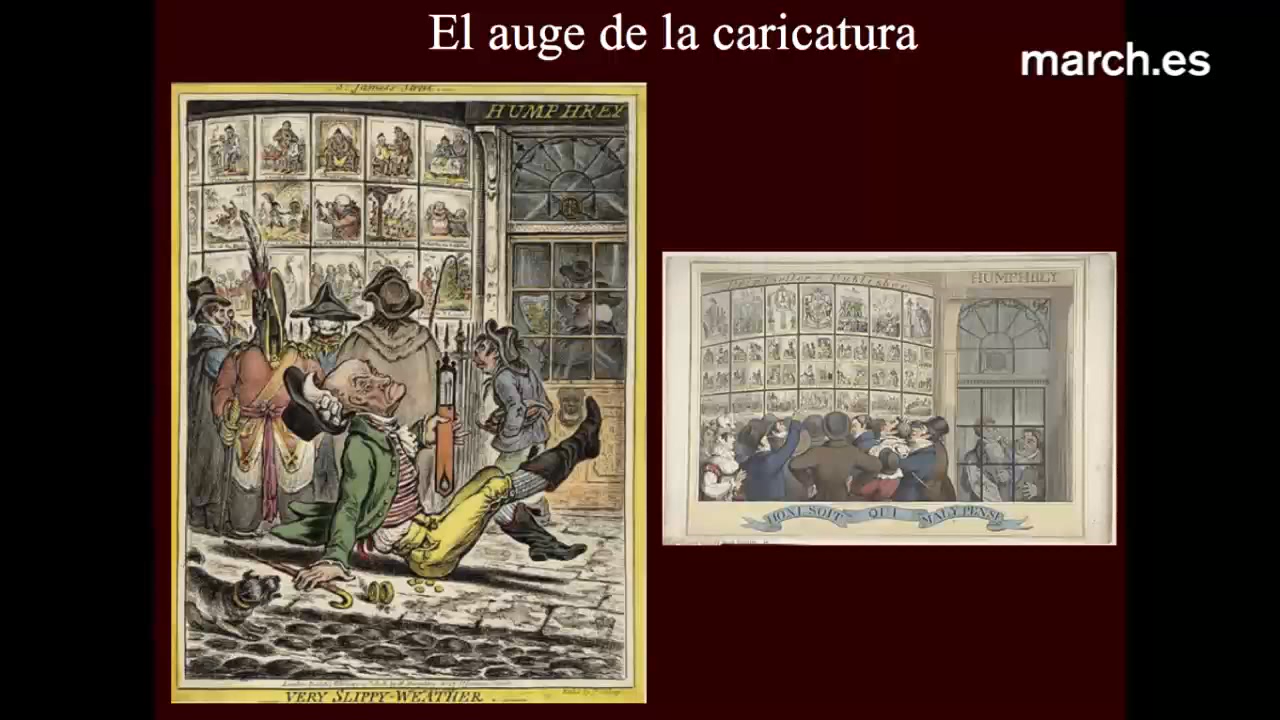 El auge de la caricatura
march.es
St. James's Street
HUMPHREY
VERY SLIPPY-WEATHER
HUMPHREY
HONI. SOIT QUI MAL Y PENSE